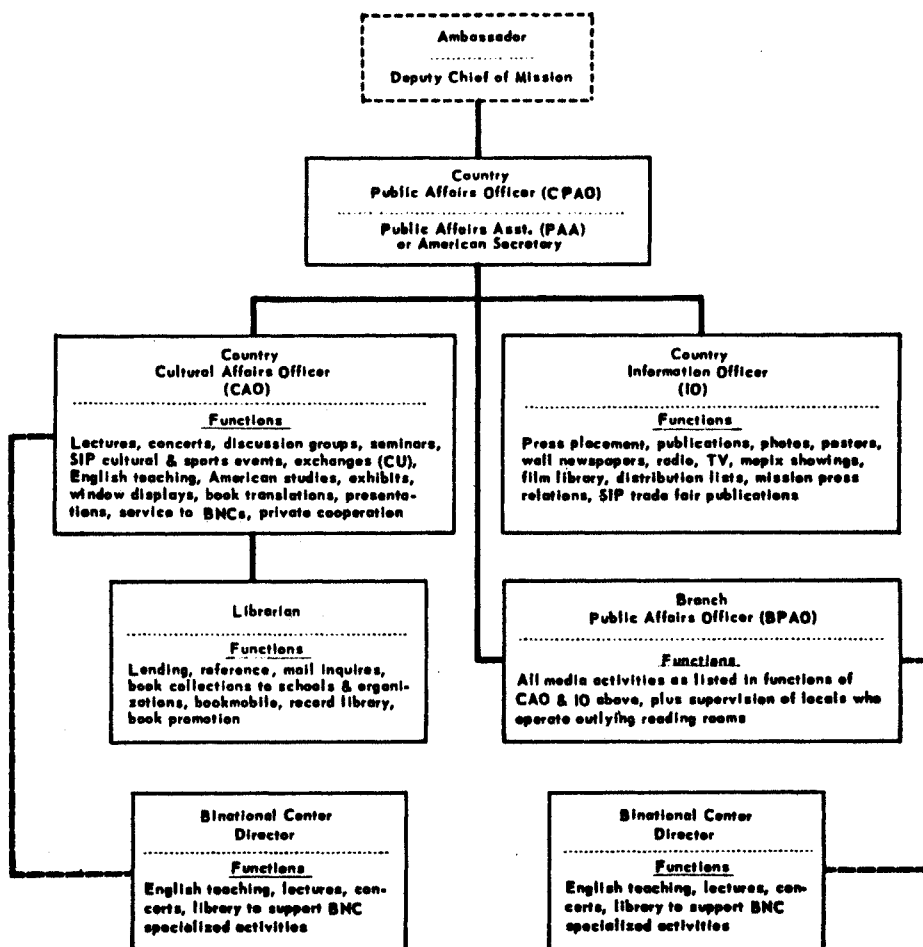 Ambassador
Deputy Chief of Mission
Country
Public Affairs Officer (CPAO)
Public Affairs Asst. (PAA)
or American Secretary
Country
Cultural Affairs Officer
(CAO)
Functions
Lectures, concerts, discussion groups, seminars,
SIP cultural & sports events, exchanges (CU),
English teaching, American studies, exhibits,
window displays, book translations, presenta-
tions, service to BNCs, private cooperation
Country
Information Officer
(IO)
Functions
Press placement, publications, photos, posters,
wall newspapers, radio, TV, mopix showings,
film library, distribution lists, mission press
relations, SIP trade fair publications
Librarian
Functions
Lending, reference, mail inquires,
book collections to schools & organi-
zations, bookmobile, record library,
book promotion
Branch
Public Affairs Officer (BPAO)
Functions
All media activities as listed in functions of
CAO & IO above, plus supervision of locals who
operate outlying reading rooms
Binational Center
Director
Functions
English teaching, lectures, con-
certs, library to support BNC
specialized activities
Binational Center
Director
Functions
English teaching, lectures, con-
certs, library to support BNC
specialized activities